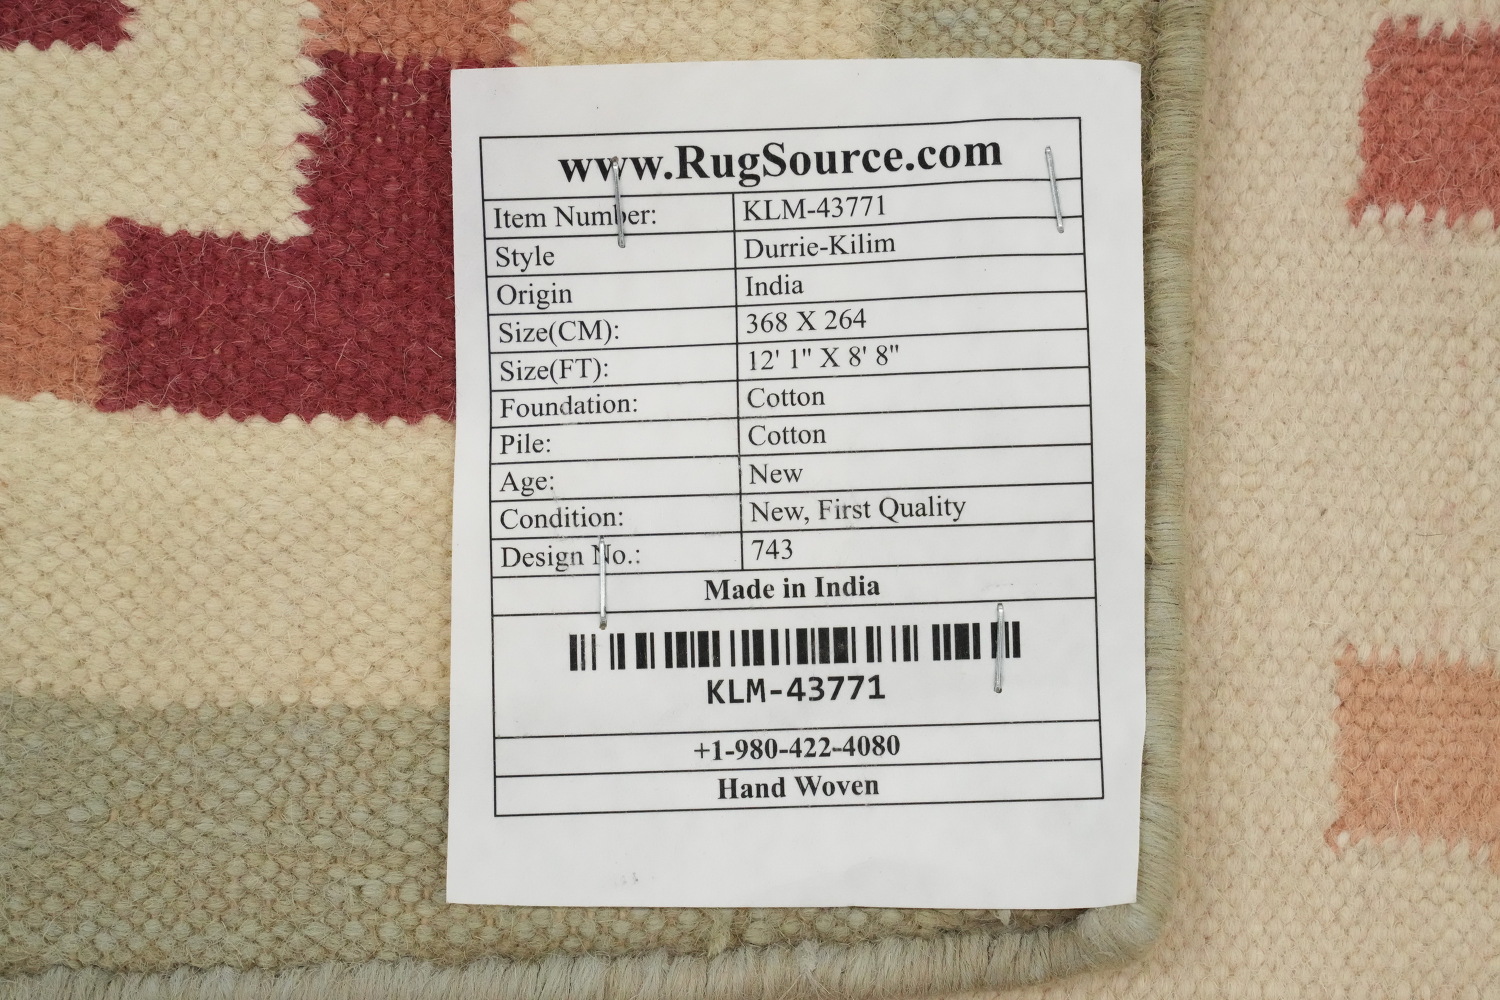 www.RugSource.com
Item Number: KLM-43771
Style Durrie-Kilim
Origin India
Size(CM): 368 X 264
Size(FT): 12' 1" X 8' 8"
Foundation: Cotton
Pile: Cotton
Age: New
Condition: New, First Quality
Design No.: 743
Made in India
KLM-43771
+1-980-422-4080
Hand Woven